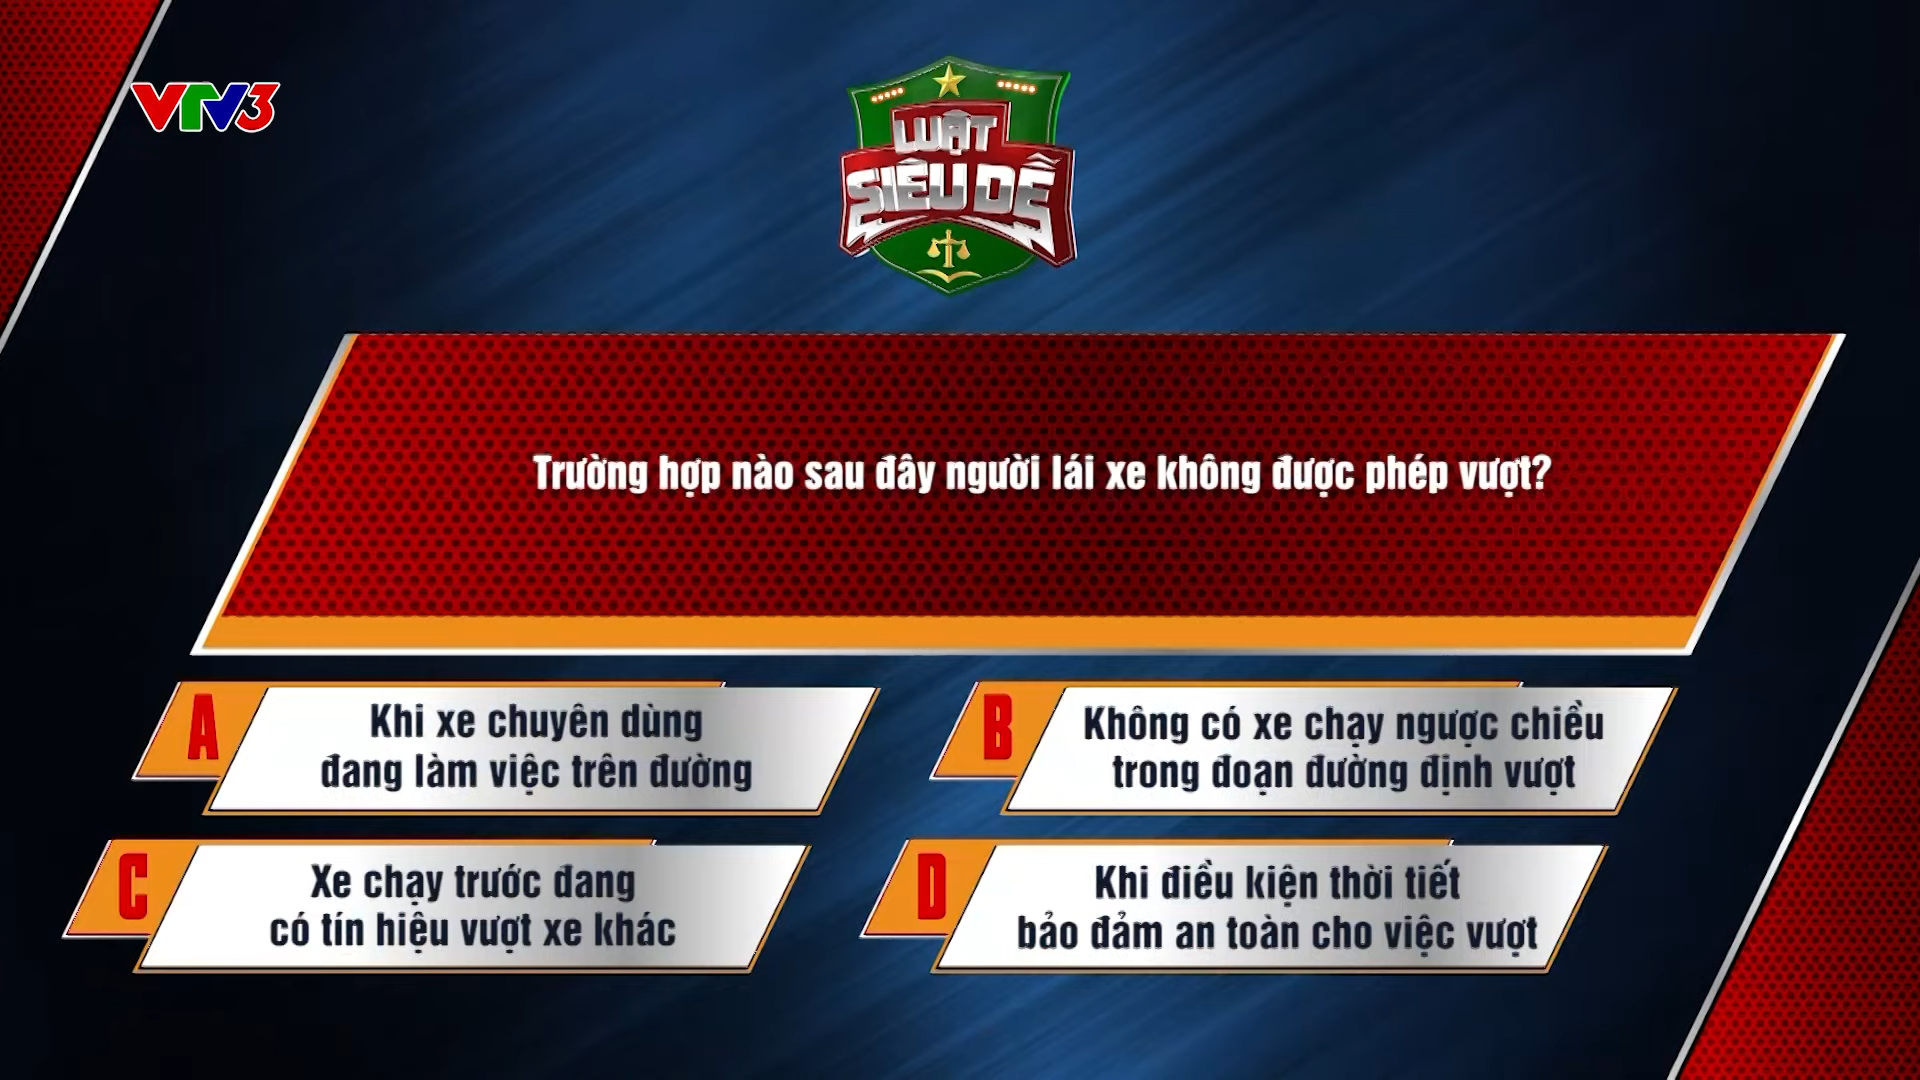 VTV3
LUẬT
SIÊU DỄ
Trường hợp nào sau đây người lái xe không được phép vượt?
A
Khi xe chuyên dùng
đang làm việc trên đường
B
Không có xe chạy ngược chiều
trong đoạn đường định vượt
C
Xe chạy trước đang
có tín hiệu vượt xe khác
D
Khi điều kiện thời tiết
bảo đảm an toàn cho việc vượt